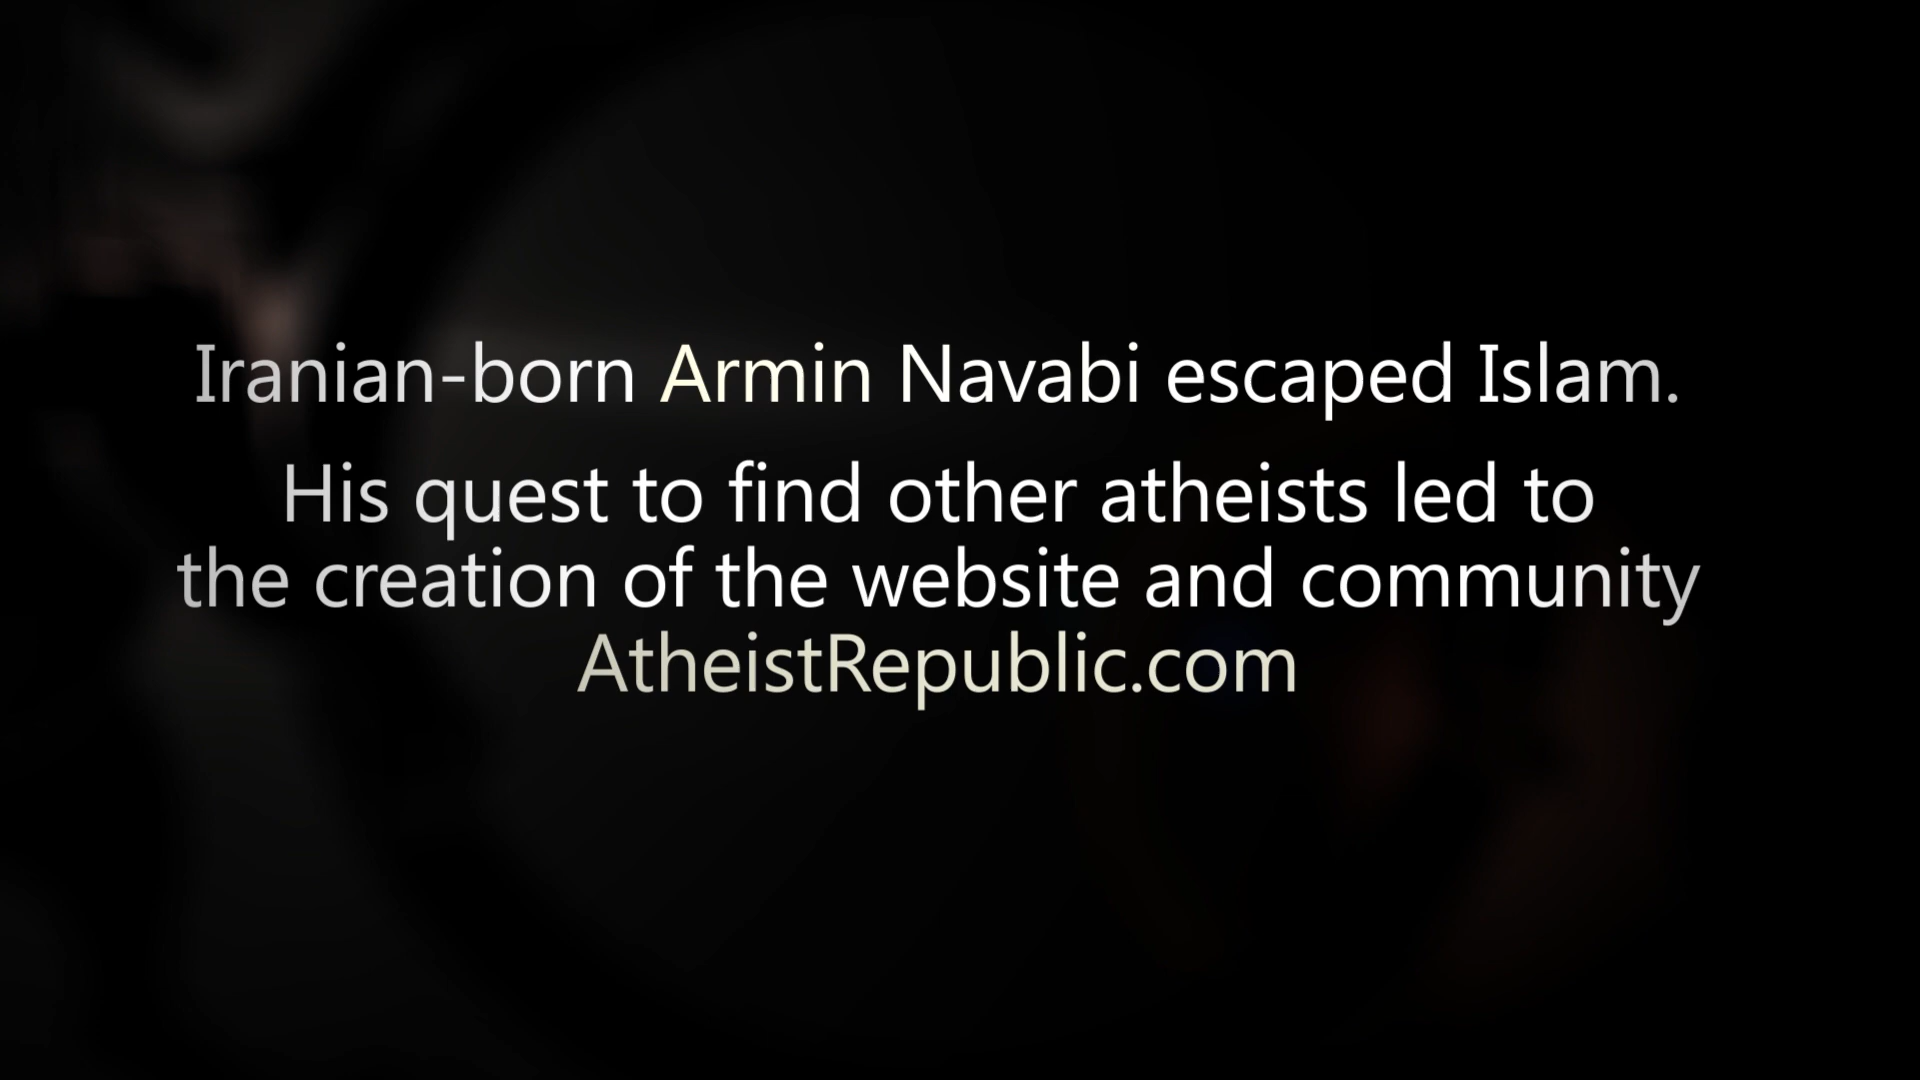 Iranian-born Armin Navabi escaped Islam.
His quest to find other atheists led to
the creation of the website and community
AtheistRepublic.com